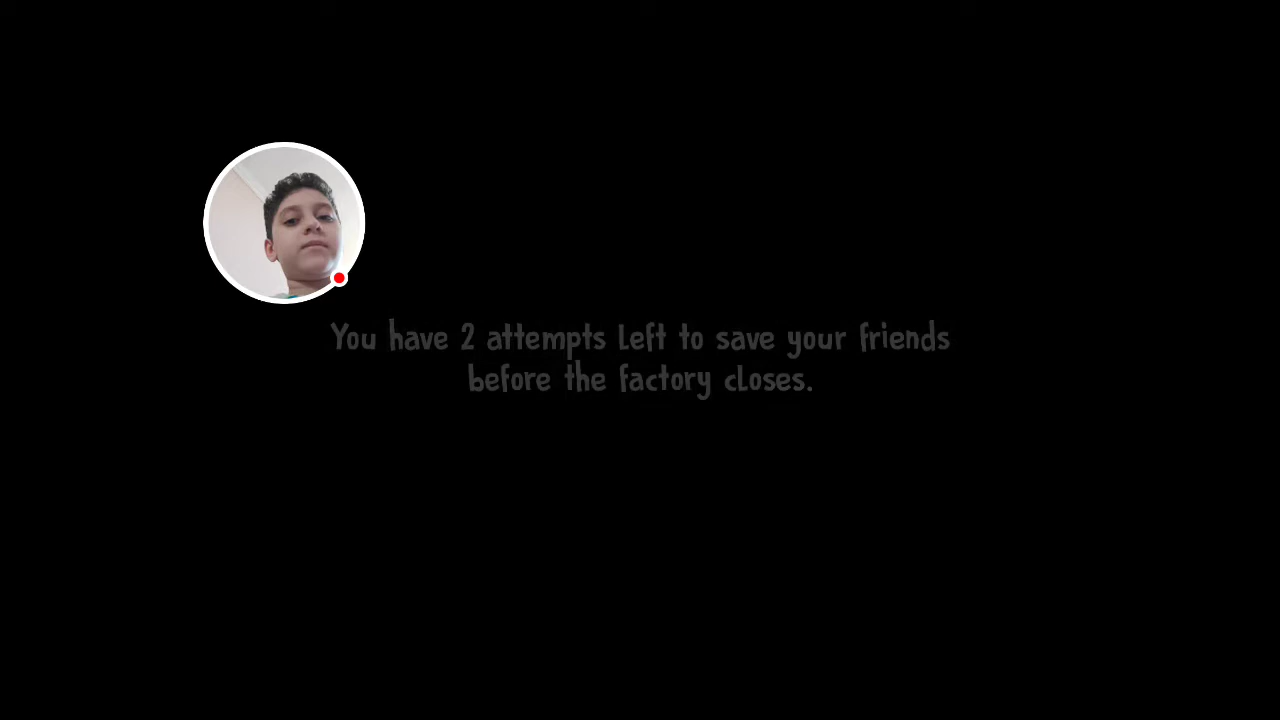 You have 2 attempts left to save your friends
before the factory closes.